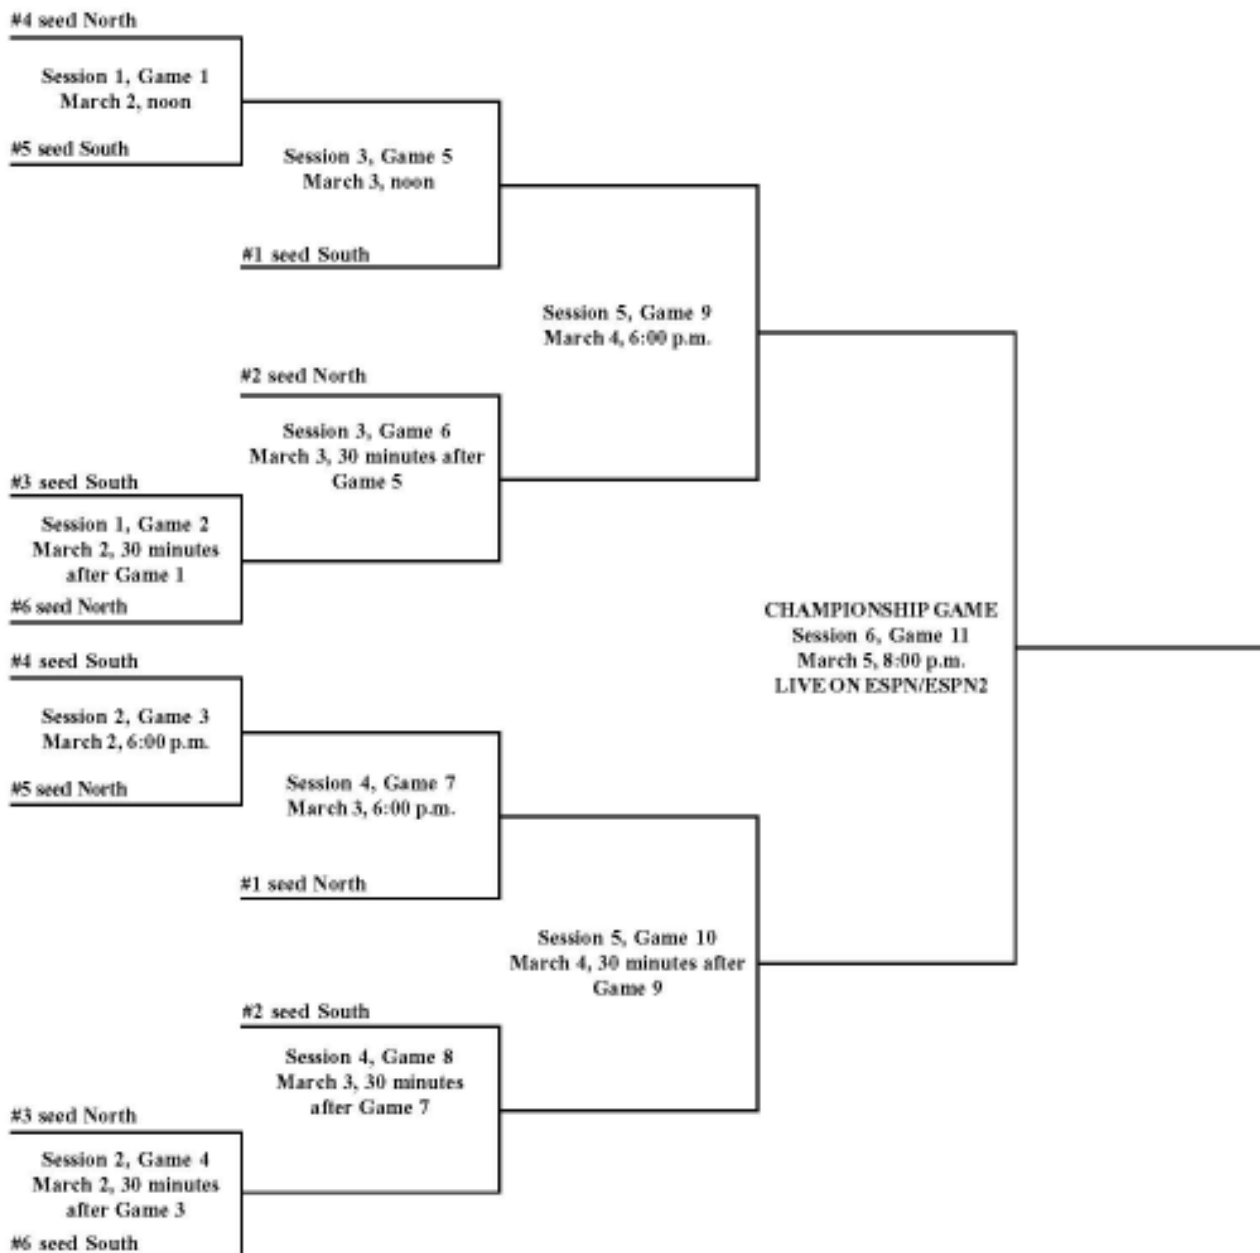 #4 seed North
Session 1, Game 1
March 2, noon
#5 seed South
Session 3, Game 5
March 3, noon
#1 seed South
Session 5, Game 9
March 4, 6:00 p.m.
#2 seed North
Session 3, Game 6
March 3, 30 minutes after
Game 5
#3 seed South
Session 1, Game 2
March 2, 30 minutes
after Game 1
#6 seed North
CHAMPIONSHIP GAME
Session 6, Game 11
March 5, 8:00 p.m.
LIVE ON ESPN/ESPN2
#4 seed South
Session 2, Game 3
March 2, 6:00 p.m.
#5 seed North
Session 4, Game 7
March 3, 6:00 p.m.
#1 seed North
Session 5, Game 10
March 4, 30 minutes after
Game 9
#2 seed South
Session 4, Game 8
March 3, 30 minutes
after Game 7
#3 seed North
Session 2, Game 4
March 2, 30 minutes
after Game 3
#6 seed South